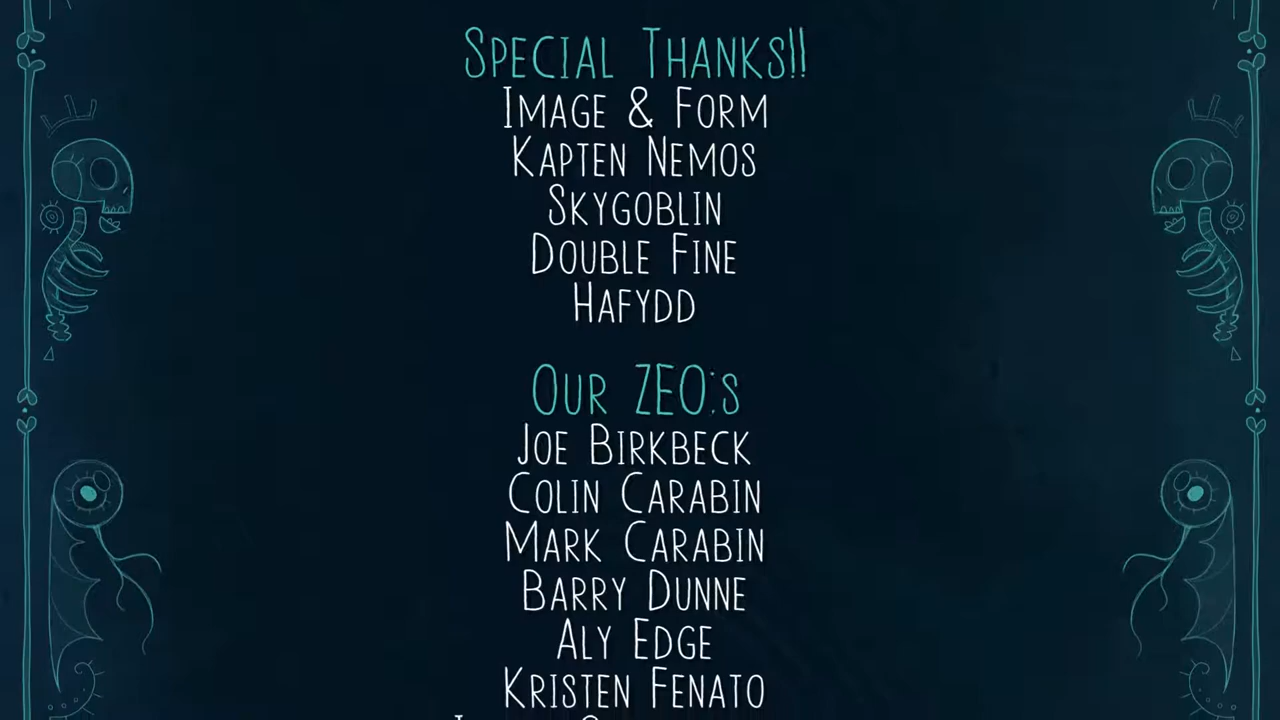 Special Thanks!!
Image & Form
Kapten Nemos
Skygoblin
Double Fine
Hafydd
Our ZEO:s
Joe Birkbeck
Colin Carabin
Mark Carabin
Barry Dunne
Aly Edge
Kristen Fenato